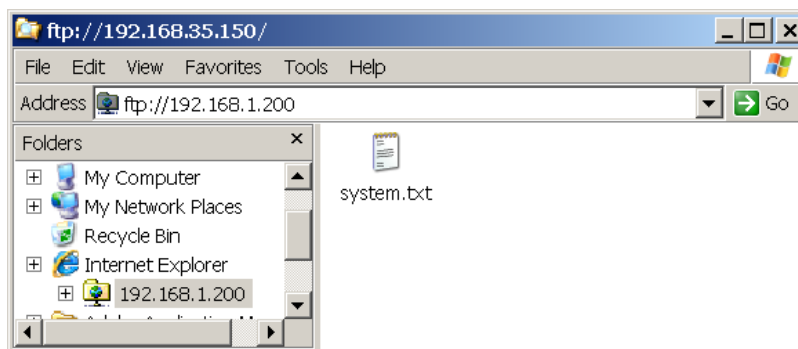 ftp://192.168.35.150/
File Edit View Favorites Tools Help
Address ftp://192.168.1.200 Go
Folders
My Computer
My Network Places
Recycle Bin
Internet Explorer
192.168.1.200
system.txt